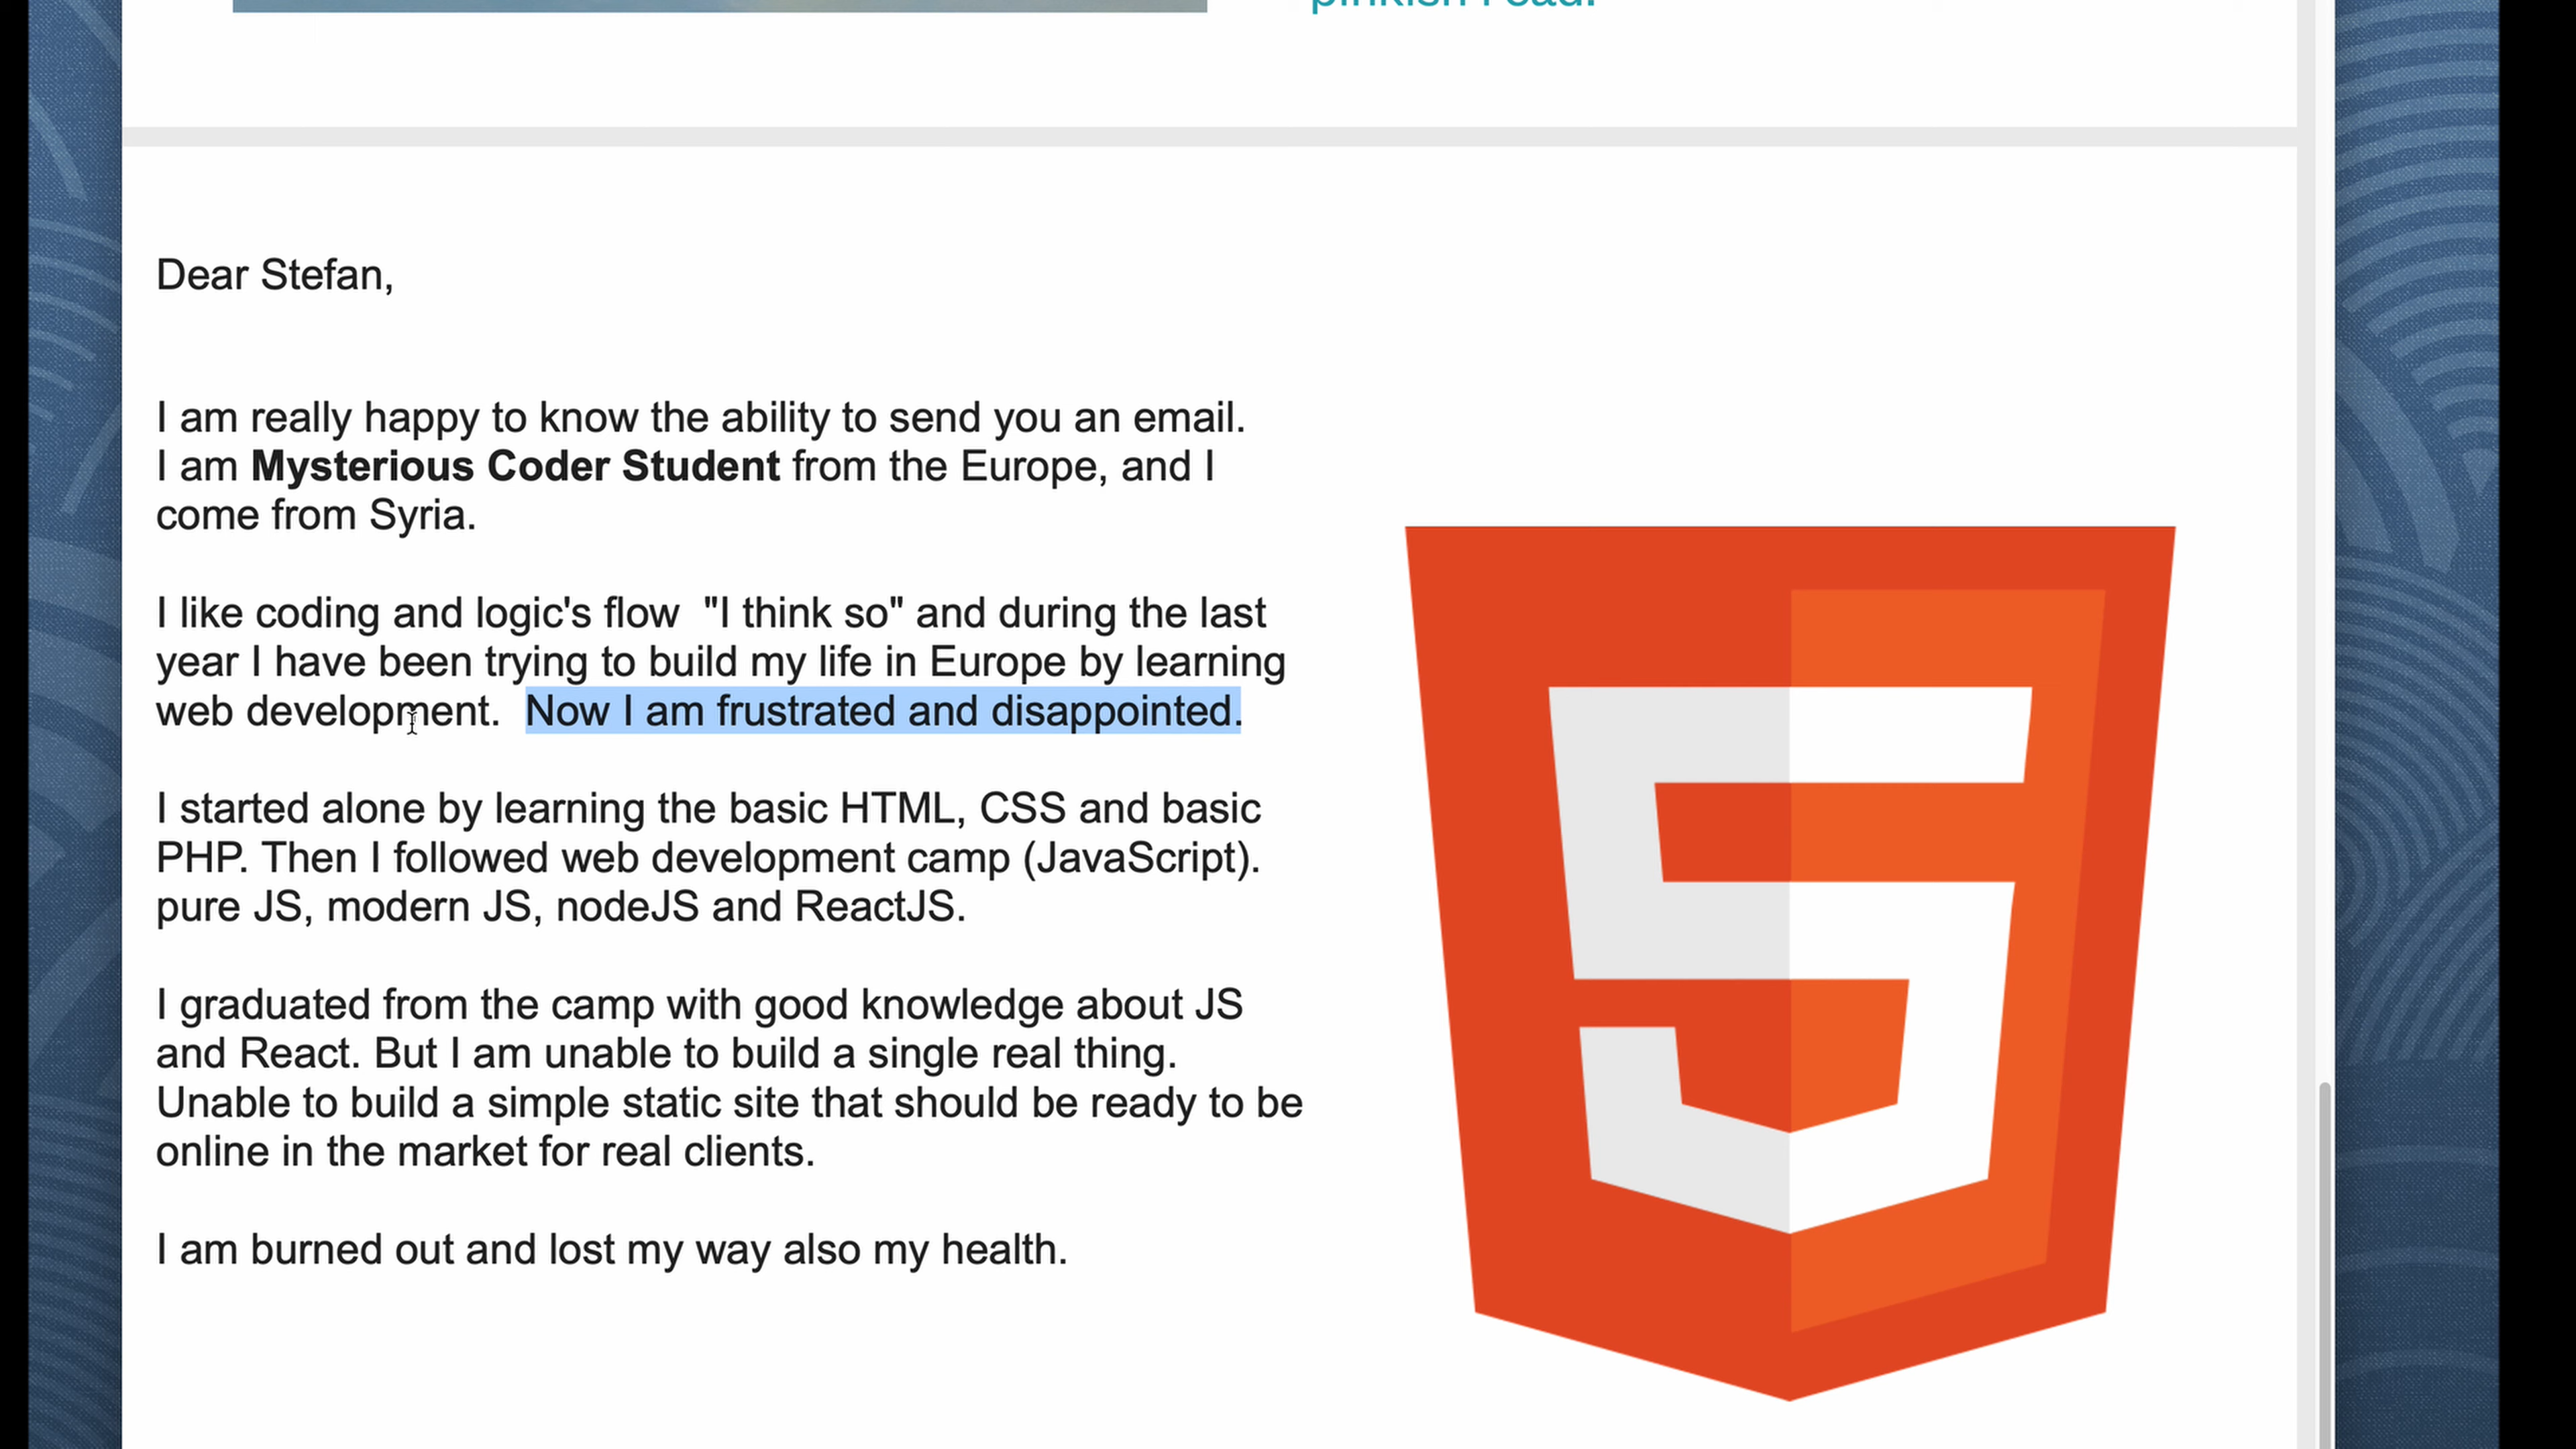 pinkish road.
Dear Stefan,
I am really happy to know the ability to send you an email.
I am Mysterious Coder Student from the Europe, and I
come from Syria.
I like coding and logic's flow  "I think so" and during the last
year I have been trying to build my life in Europe by learning
web development.  Now I am frustrated and disappointed.
I started alone by learning the basic HTML, CSS and basic
PHP. Then I followed web development camp (JavaScript).
pure JS, modern JS, nodeJS and ReactJS.
I graduated from the camp with good knowledge about JS
and React. But I am unable to build a single real thing.
Unable to build a simple static site that should be ready to be
online in the market for real clients.
I am burned out and lost my way also my health.
5